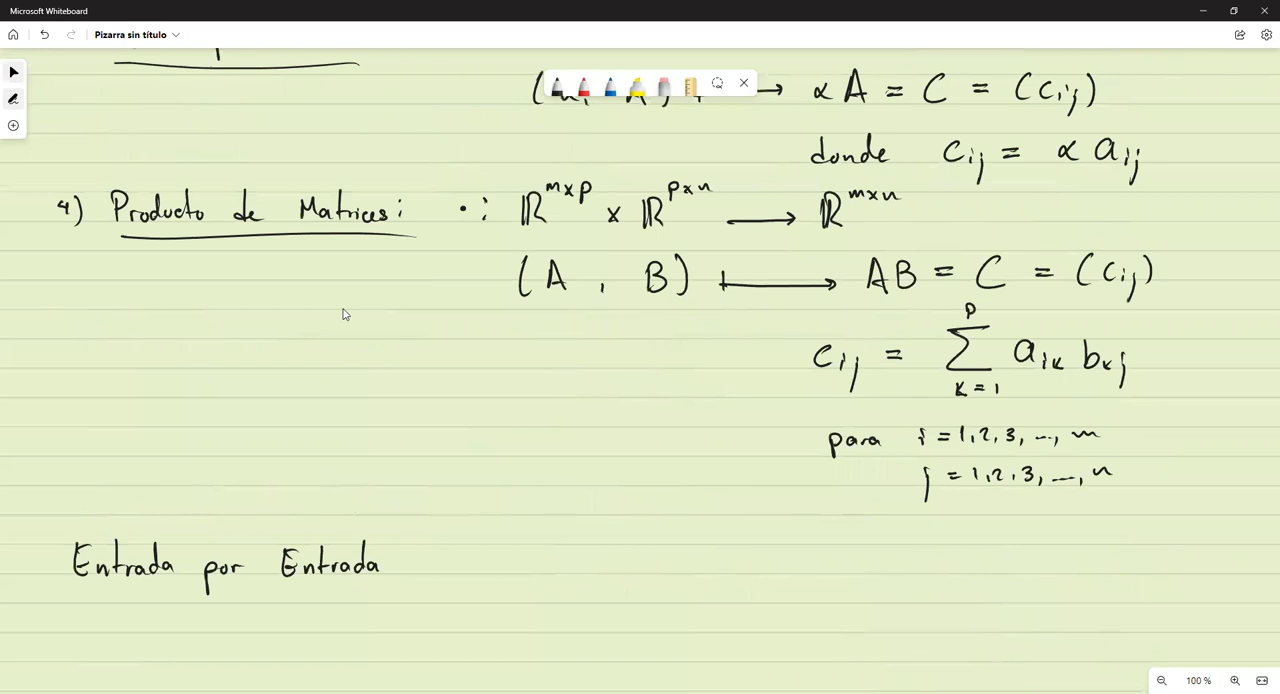 Microsoft Whiteboard
Pizarra sin título
αA = C = (cij)
donde cij = α aij
4) Producto de Matrices: · : ℝ^{m×p} × ℝ^{p×n} ⟶ ℝ^{m×n}
(A , B) ⟼ AB = C = (cij)
cij = ∑_{k=1}^{p} aik bkj
para i = 1,2,3, ..., m
j = 1,2,3, ..., n
Entrada por Entrada
100 %